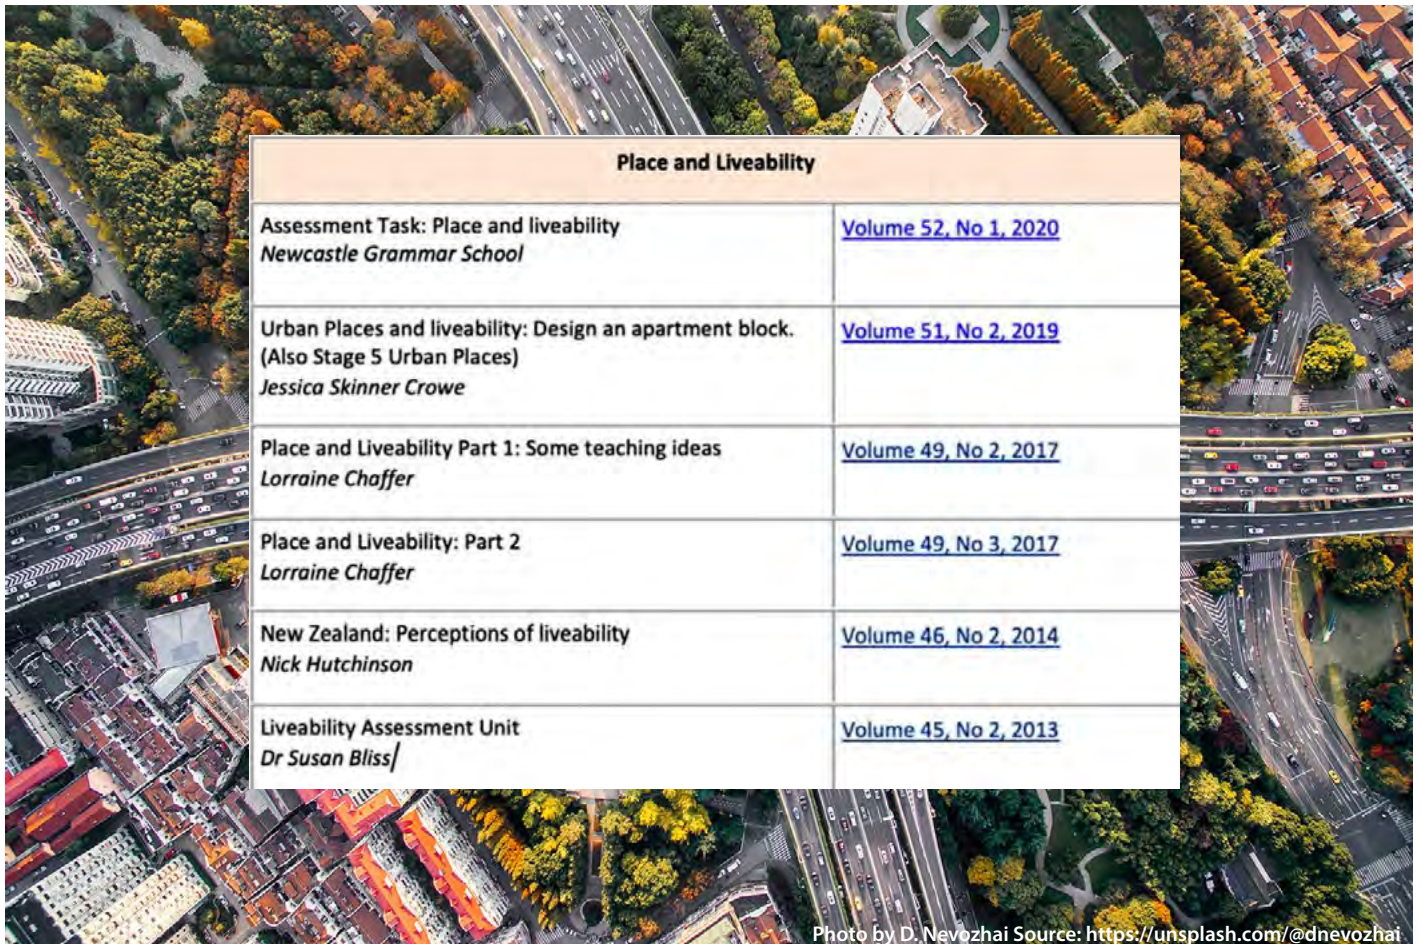 Place and Liveability
Assessment Task: Place and liveability
Newcastle Grammar School
Volume 52, No 1, 2020
Urban Places and liveability: Design an apartment block.
(Also Stage 5 Urban Places)
Jessica Skinner Crowe
Volume 51, No 2, 2019
Place and Liveability Part 1: Some teaching ideas
Lorraine Chaffer
Volume 49, No 2, 2017
Place and Liveability: Part 2
Lorraine Chaffer
Volume 49, No 3, 2017
New Zealand: Perceptions of liveability
Nick Hutchinson
Volume 46, No 2, 2014
Liveability Assessment Unit
Dr Susan Bliss
Volume 45, No 2, 2013
Photo by D. Nevozhai Source: https://unsplash.com/@dnevozhai